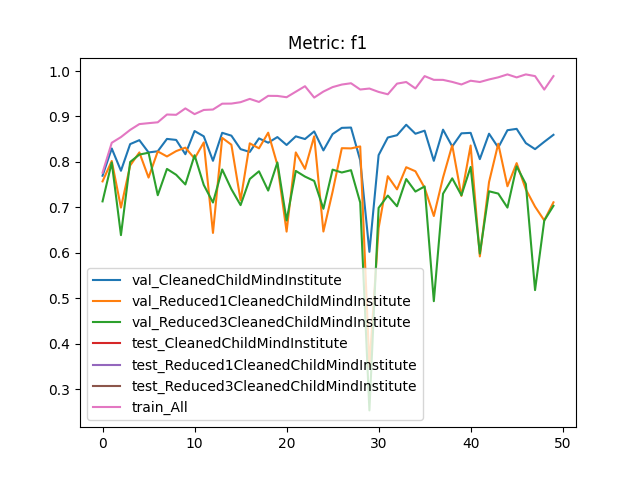 Metric: f1
1.0
0.9
0.8
0.7
0.6
0.5
0.4
0.3
val_CleanedChildMindInstitute
val_Reduced1CleanedChildMindInstitute
val_Reduced3CleanedChildMindInstitute
test_CleanedChildMindInstitute
test_Reduced1CleanedChildMindInstitute
test_Reduced3CleanedChildMindInstitute
train_All
0 10 20 30 40 50